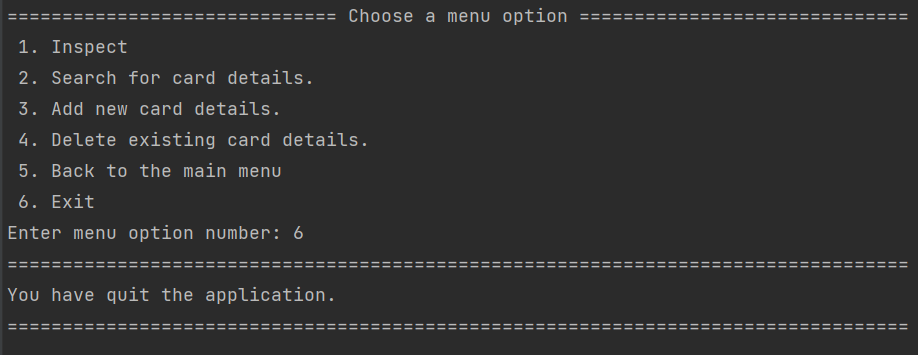 ============================== Choose a menu option ==============================
 1. Inspect
 2. Search for card details.
 3. Add new card details.
 4. Delete existing card details.
 5. Back to the main menu
 6. Exit
Enter menu option number: 6
==================================================================================
You have quit the application.
==================================================================================